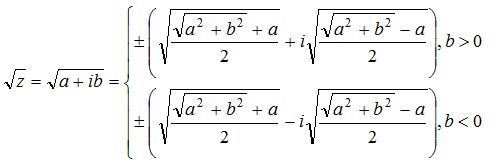 √z = √(a + ib) = { ± ( √((√(a² + b²) + a)/2) + i√((√(a² + b²) − a)/2) ), b > 0
± ( √((√(a² + b²) + a)/2) − i√((√(a² + b²) − a)/2) ), b < 0